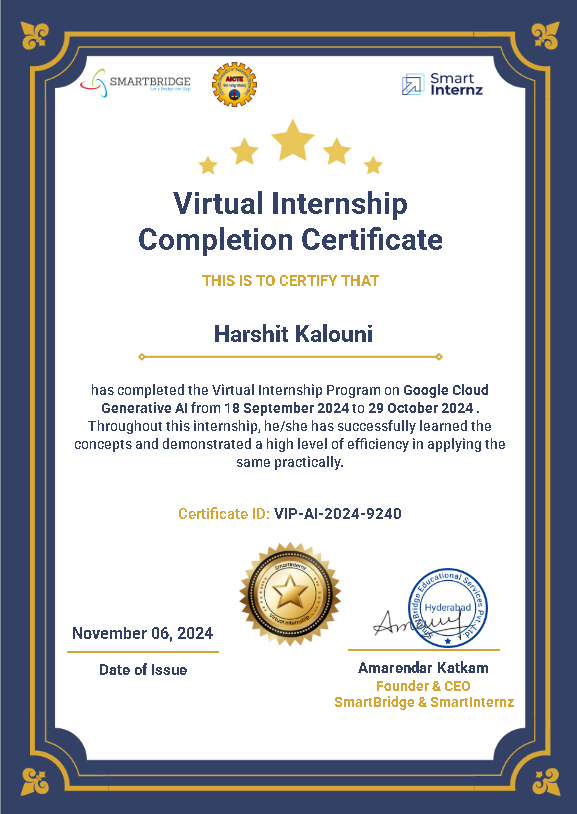 SMARTBRIDGE
Let's Bridge the Gap
AICTE
Smart
Internz
Virtual Internship
Completion Certificate
THIS IS TO CERTIFY THAT
Harshit Kalouni
has completed the Virtual Internship Program on Google Cloud
Generative AI from 18 September 2024 to 29 October 2024 .
Throughout this internship, he/she has successfully learned the
concepts and demonstrated a high level of efficiency in applying the
same practically.
Certificate ID: VIP-AI-2024-9240
SmartInternz
Virtual Internship
SmartBridge Educational Services Pvt. Ltd.
Hyderabad
November 06, 2024
Date of Issue
Amarendar Katkam
Founder & CEO
SmartBridge & SmartInternz